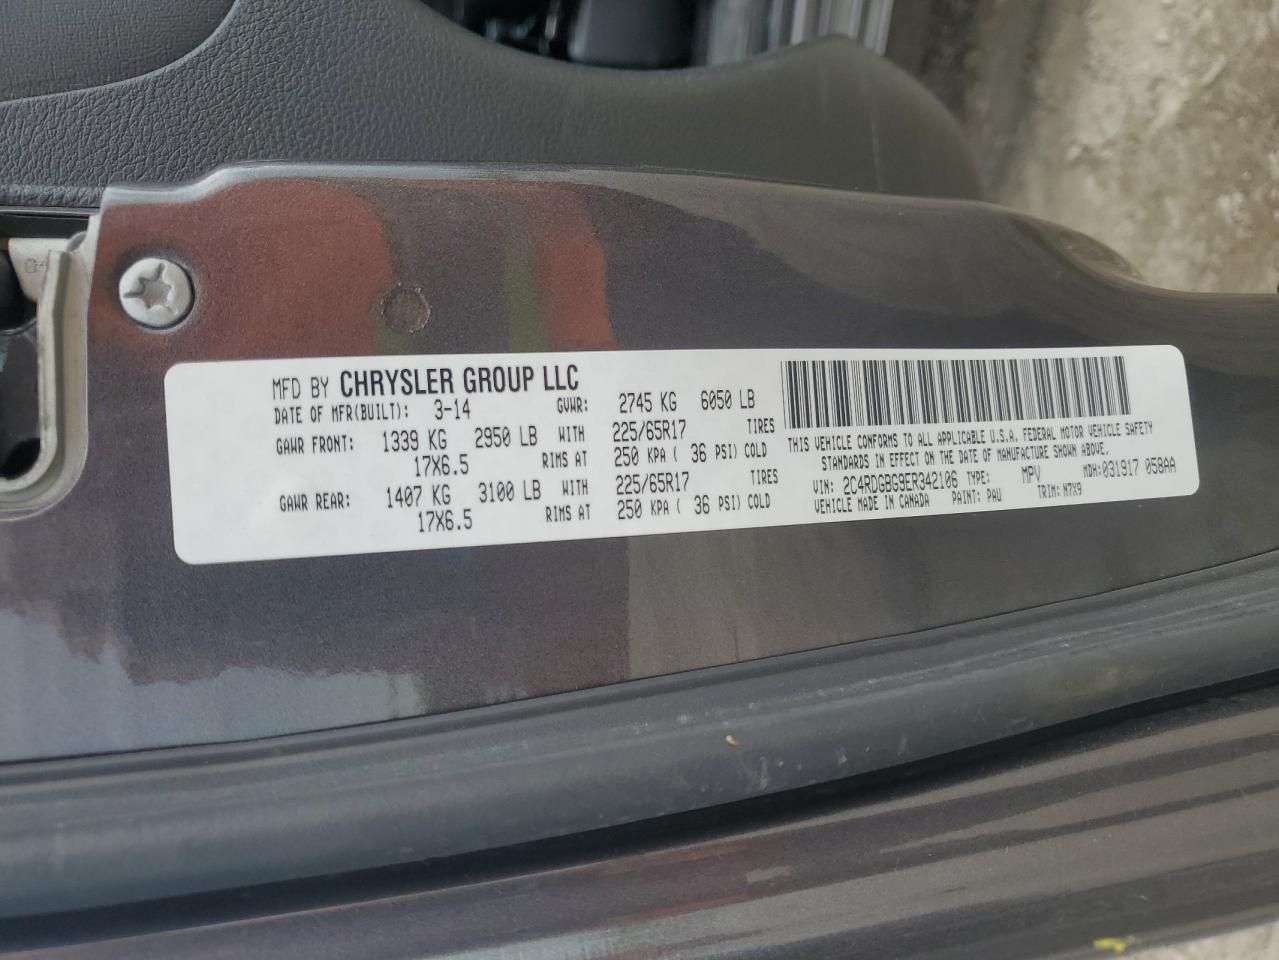 MFD BY CHRYSLER GROUP LLC
DATE OF MFR(BUILT): 3-14 GVWR: 2745 KG 6050 LB
GAWR FRONT: 1339 KG 2950 LB WITH 225/65R17 TIRES
17X6.5 RIMS AT 250 KPA ( 36 PSI) COLD
GAWR REAR: 1407 KG 3100 LB WITH 225/65R17 TIRES
17X6.5 RIMS AT 250 KPA ( 36 PSI) COLD
THIS VEHICLE CONFORMS TO ALL APPLICABLE U.S.A. FEDERAL MOTOR VEHICLE SAFETY
STANDARDS IN EFFECT ON THE DATE OF MANUFACTURE SHOWN ABOVE.
VIN: 2C4RDGBG9ER342106 TYPE: MPV MDH:031917 058AA
VEHICLE MADE IN CANADA PAINT: PAU TRIM: N7X9